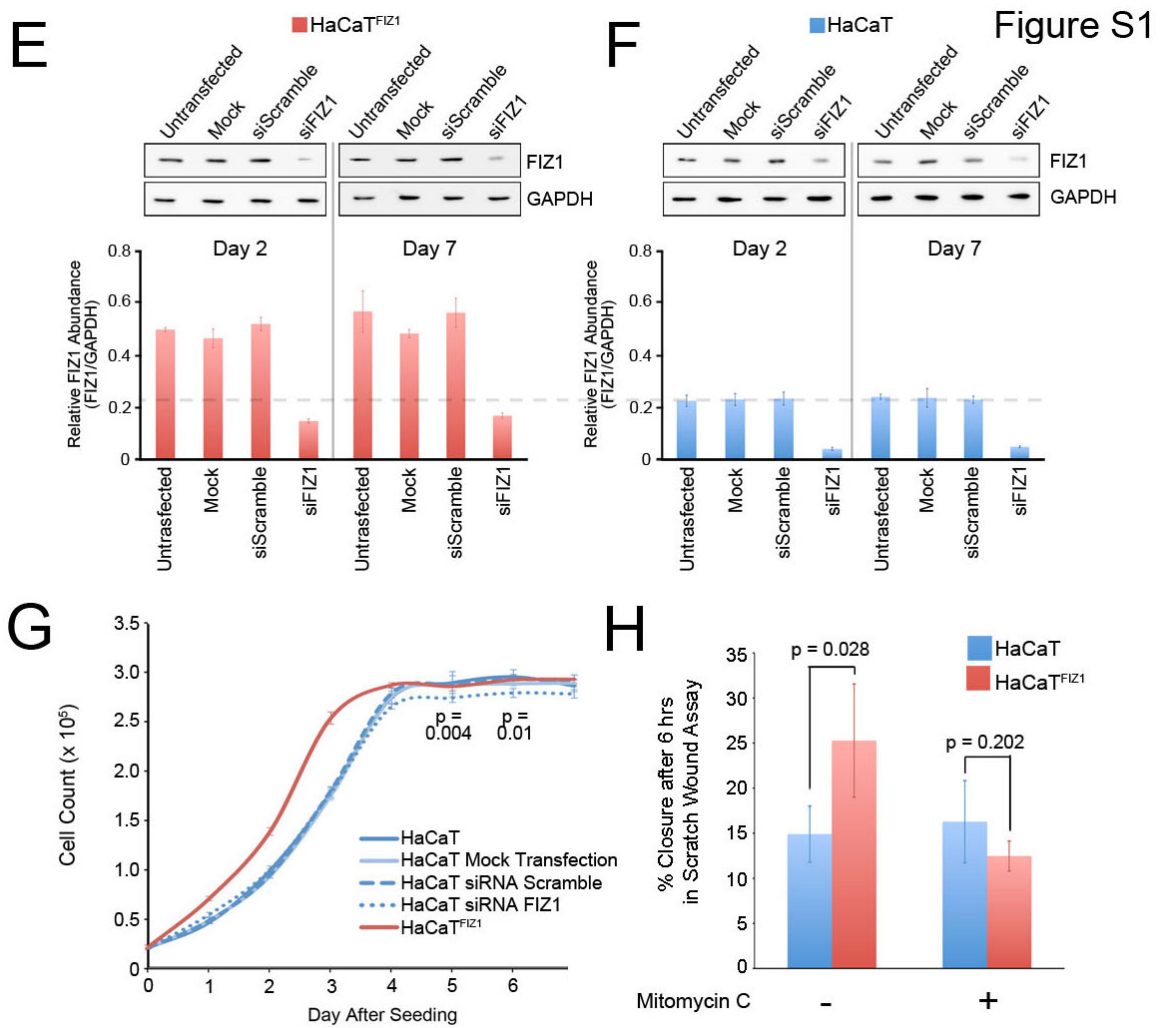 Figure S1
E
HaCaTFIZ1
Untransfected
Mock
siScramble
siFIZ1
Untransfected
Mock
siScramble
siFIZ1
FIZ1
GAPDH
Day 2
Day 7
Relative FIZ1 Abundance
(FIZ1/GAPDH)
0.8
0.6
0.4
0.2
0
Untrasfected
Mock
siScramble
siFIZ1
Untrasfected
Mock
siScramble
siFIZ1
F
HaCaT
Untransfected
Mock
siScramble
siFIZ1
Untransfected
Mock
siScramble
siFIZ1
FIZ1
GAPDH
Day 2
Day 7
Relative FIZ1 Abundance
(FIZ1/GAPDH)
0.8
0.6
0.4
0.2
0
Untrasfected
Mock
siScramble
siFIZ1
Untrasfected
Mock
siScramble
siFIZ1
G
Cell Count (x 10⁵)
3.5
3.0
2.5
2.0
1.5
1.0
0.5
0
p =
0.004
p =
0.01
HaCaT
HaCaT Mock Transfection
HaCaT siRNA Scramble
HaCaT siRNA FIZ1
HaCaTFIZ1
0 1 2 3 4 5 6
Day After Seeding
H
HaCaT
HaCaTFIZ1
% Closure after 6 hrs
in Scratch Wound Assay
35
30
25
20
15
10
5
0
p = 0.028
p = 0.202
Mitomycin C - +